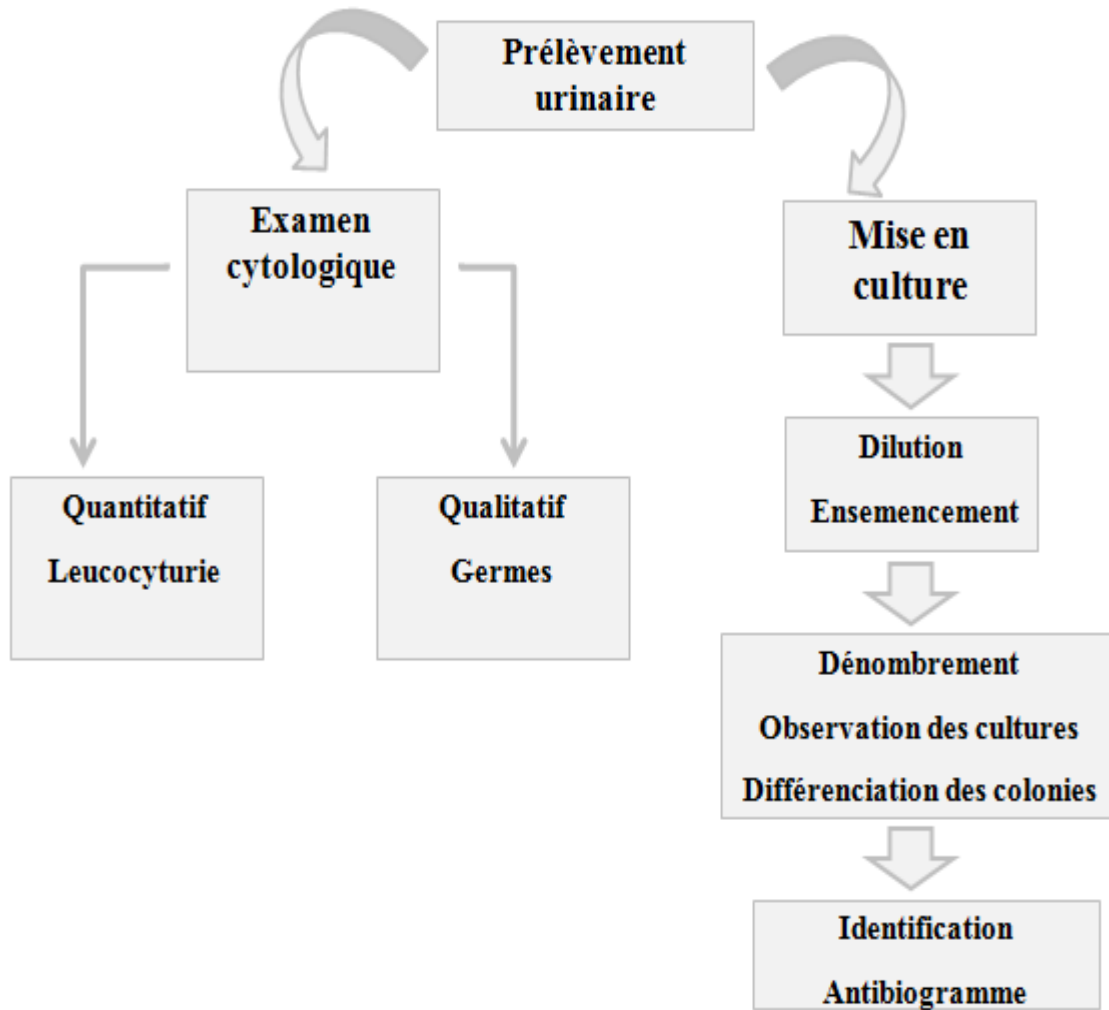 Prélèvement
urinaire
Examen
cytologique
Mise en
culture
Quantitatif
Leucocyturie
Qualitatif
Germes
Dilution
Ensemencement
Dénombrement
Observation des cultures
Différenciation des colonies
Identification
Antibiogramme